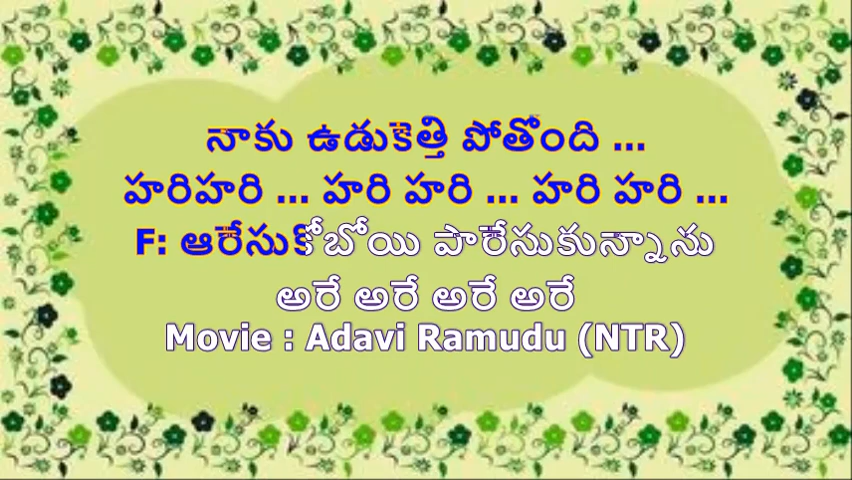 నాకు ఉడుకెత్తి పోతోంది ...
హరిహరి ... హరి హరి ... హరి హరి ...
F: ఆరేసుకోబోయి పారేసుకున్నాను
అరే అరే అరే అరే
Movie : Adavi Ramudu (NTR)